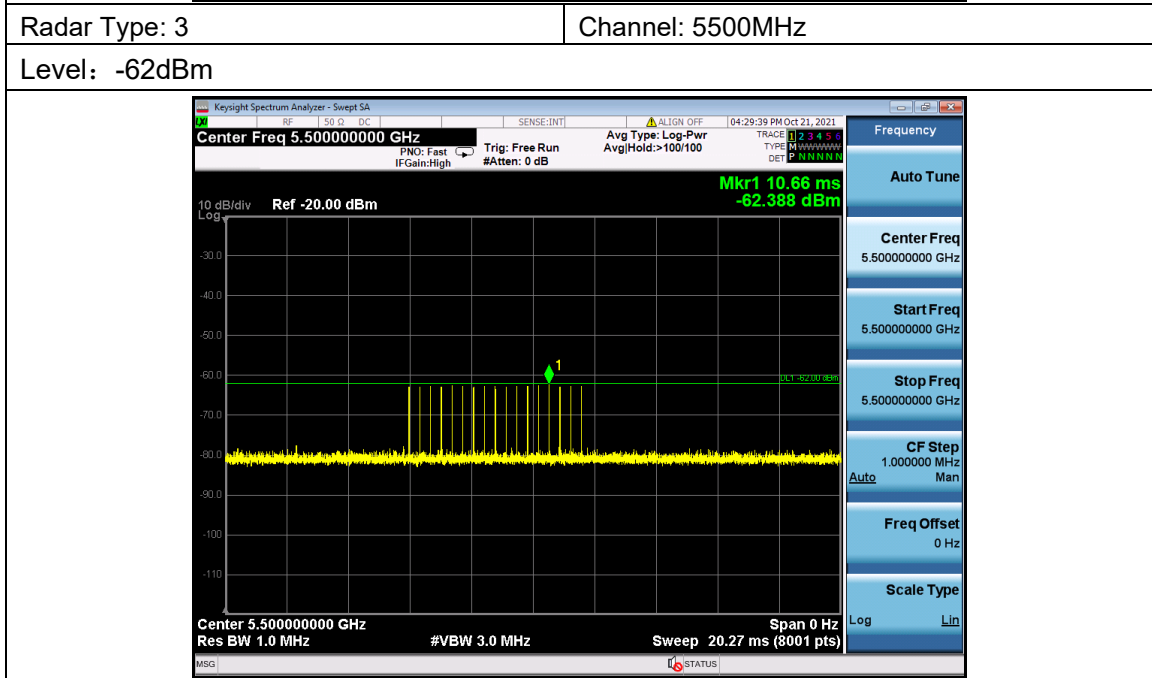 Radar Type: 3
Channel: 5500MHz
Level：-62dBm
Keysight Spectrum Analyzer - Swept SA
RF 50 Ω DC SENSE:INT ALIGN OFF 04:29:39 PM Oct 21, 2021
Center Freq 5.500000000 GHz
PNO: Fast
IFGain:High
Trig: Free Run
#Atten: 0 dB
Avg Type: Log-Pwr
Avg|Hold:>100/100
TRACE 1 2 3 4 5 6
TYPE M WWWWW
DET P N N N N N
Mkr1 10.66 ms
-62.388 dBm
10 dB/div Ref -20.00 dBm
Log
-30.0
-40.0
-50.0
-60.0
-70.0
-80.0
-90.0
-100
-110
1
DL1 -62.00 dBm
Center 5.500000000 GHz Span 0 Hz
Res BW 1.0 MHz #VBW 3.0 MHz Sweep 20.27 ms (8001 pts)
MSG STATUS
Frequency
Auto Tune
Center Freq
5.500000000 GHz
Start Freq
5.500000000 GHz
Stop Freq
5.500000000 GHz
CF Step
1.000000 MHz
Auto Man
Freq Offset
0 Hz
Scale Type
Log Lin